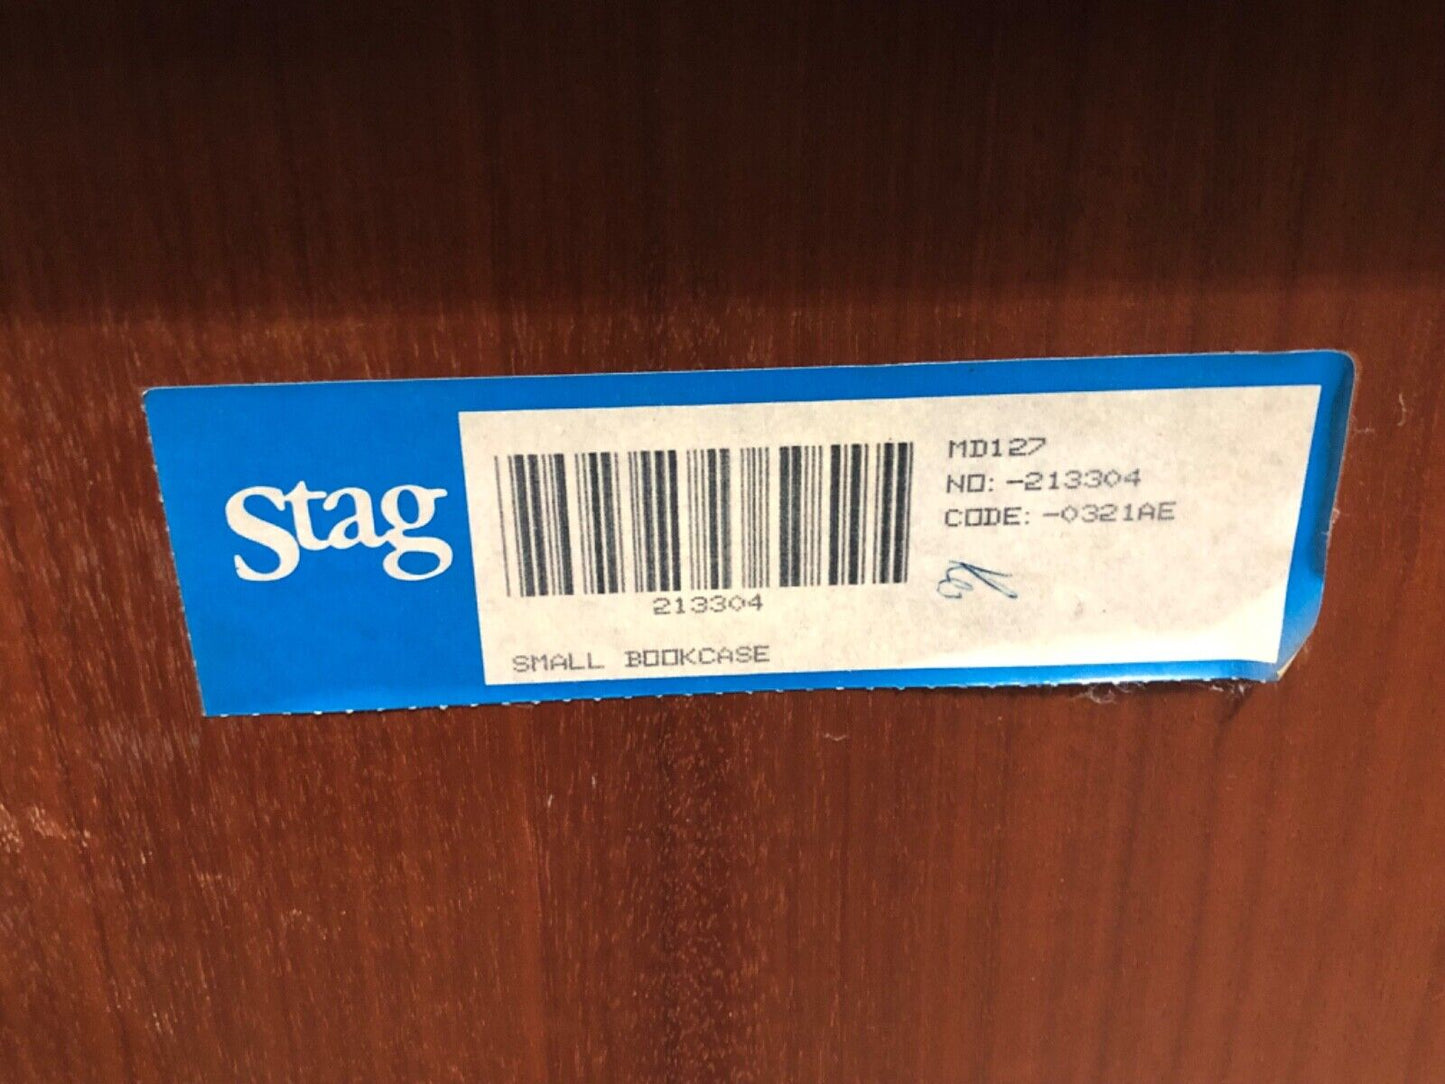 Stag
MD127
NO: -213304
CODE: -0321AE
213304
SMALL BOOKCASE